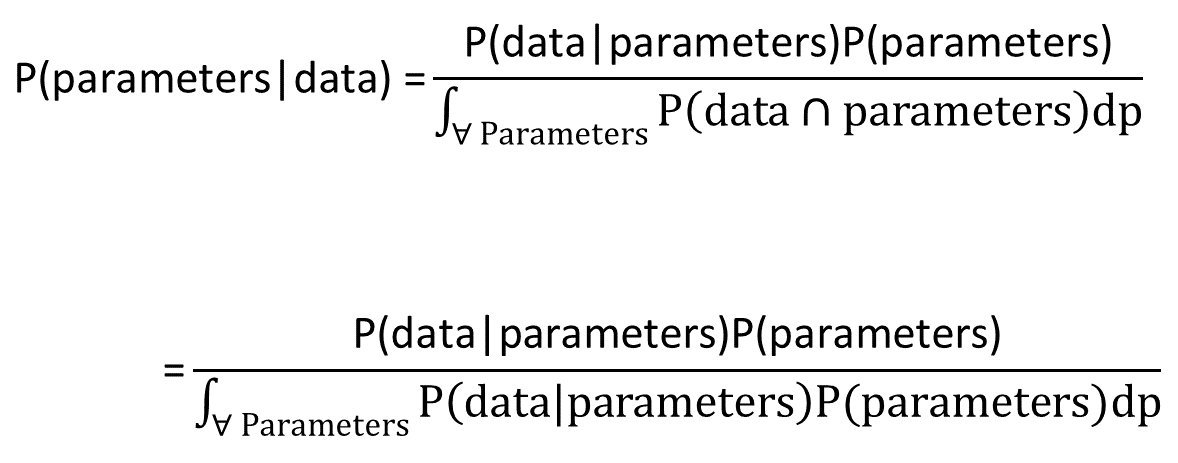 P(data|parameters)P(parameters)
P(parameters|data) =
∫∀ Parameters P(data ∩ parameters)dp
P(data|parameters)P(parameters)
=
∫∀ Parameters P(data|parameters)P(parameters)dp